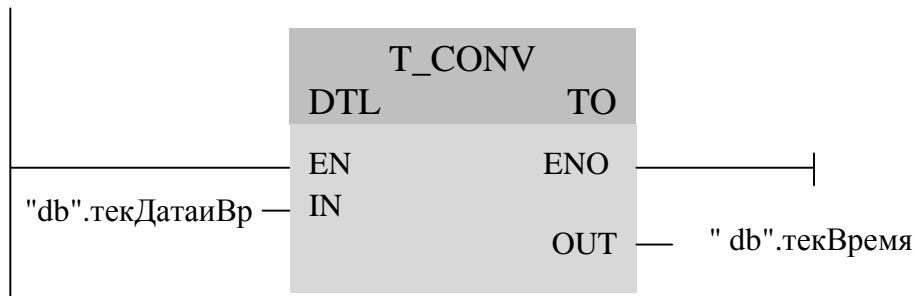 T_CONV
DTL TO
EN ENO
"db".текДатаиВр IN
OUT " db".текВремя